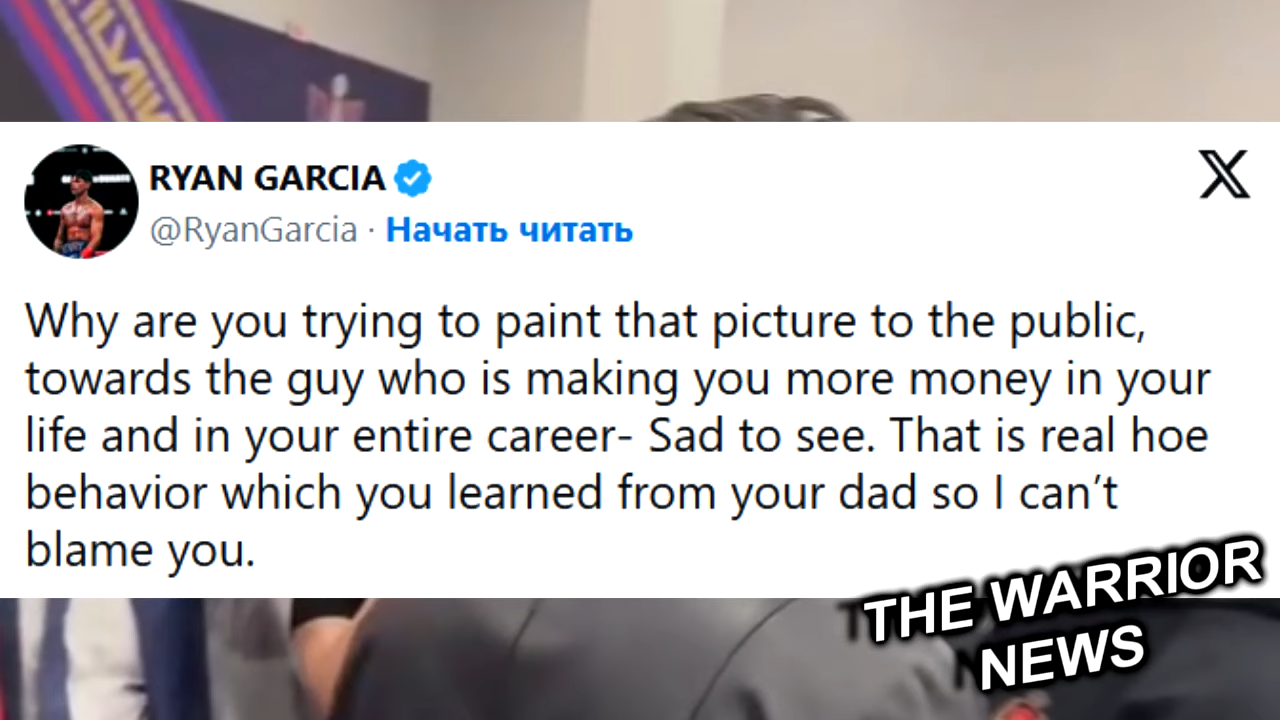 RYAN GARCIA
@RyanGarcia · Начать читать
Why are you trying to paint that picture to the public,
towards the guy who is making you more money in your
life and in your entire career- Sad to see. That is real hoe
behavior which you learned from your dad so I can’t
blame you.
THE WARRIOR
NEWS